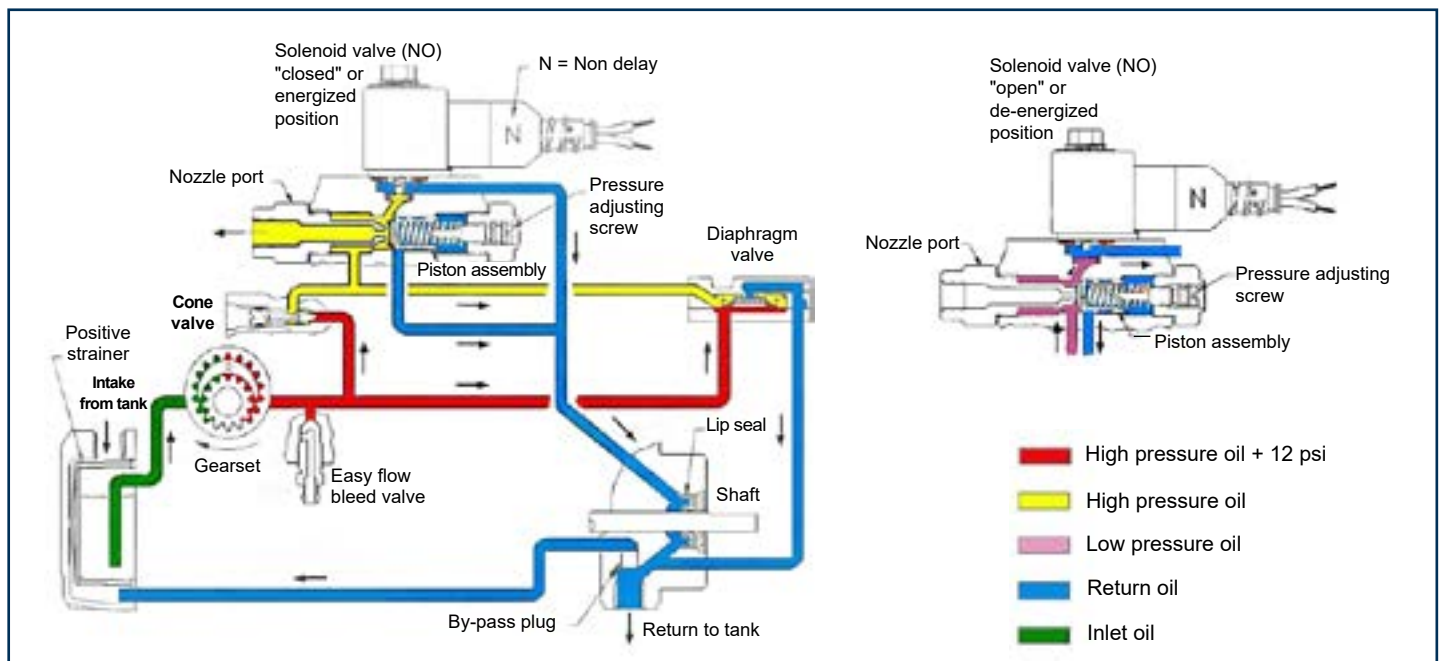 Solenoid valve (NO)
"closed" or
energized
position
N = Non delay
N
Nozzle port
Pressure
adjusting
screw
Piston assembly
Diaphragm
valve
Cone
valve
Positive
strainer
Intake
from tank
Gearset
Easy flow
bleed valve
Lip seal
Shaft
By-pass plug
Return to tank
Solenoid valve (NO)
"open" or
de-energized
position
N
Nozzle port
Pressure adjusting
screw
Piston assembly
High pressure oil + 12 psi
High pressure oil
Low pressure oil
Return oil
Inlet oil